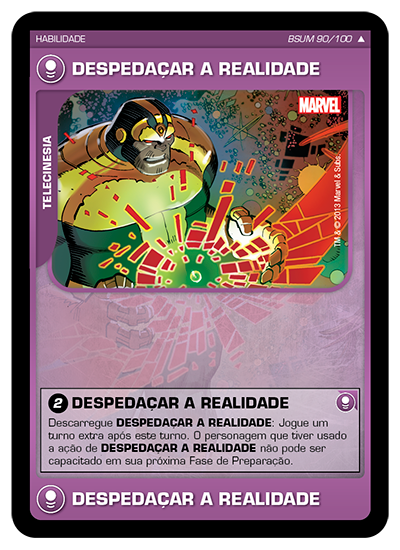 HABILIDADE
BSUM 90/100 ▲
DESPEDAÇAR A REALIDADE
TELECINESIA
MARVEL
TM & © 2013 Marvel & Subs.
2 DESPEDAÇAR A REALIDADE
Descarregue DESPEDAÇAR A REALIDADE: Jogue um
turno extra após este turno. O personagem que tiver usado
a ação de DESPEDAÇAR A REALIDADE não pode ser
capacitado em sua próxima Fase de Preparação.
DESPEDAÇAR A REALIDADE